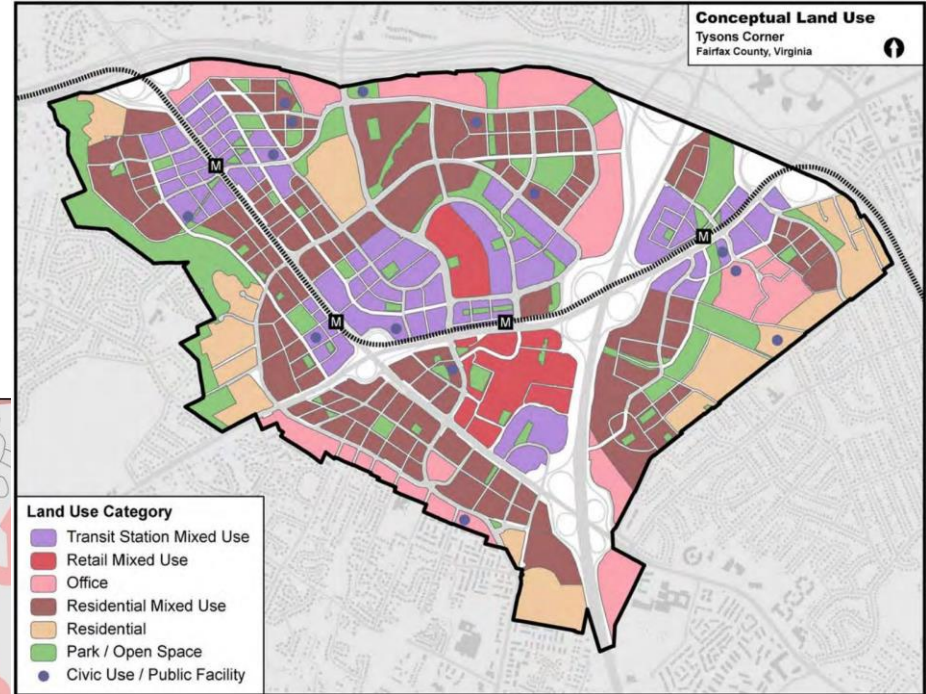 Conceptual Land Use
Tysons Corner
Fairfax County, Virginia
M
M
M
M
Land Use Category
Transit Station Mixed Use
Retail Mixed Use
Office
Residential Mixed Use
Residential
Park / Open Space
Civic Use / Public Facility